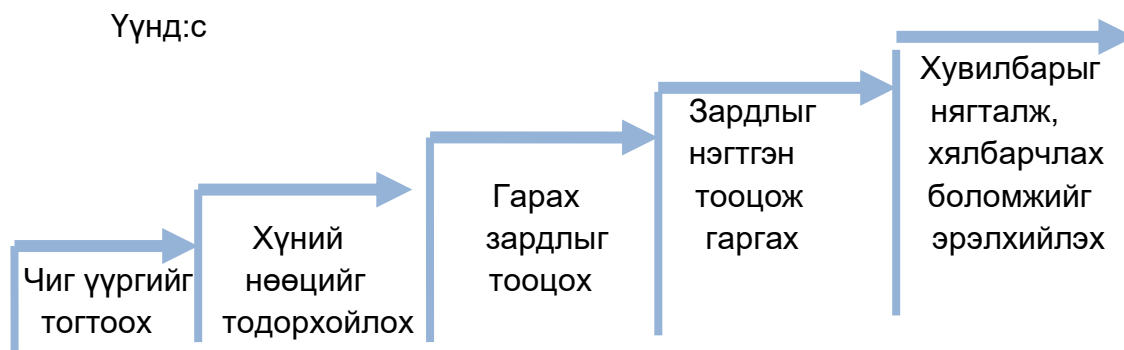 Үүнд:с
Чиг үүргийг
тогтоох
Хүний
нөөцийг
тодорхойлох
Гарах
зардлыг
тооцох
Зардлыг
нэгтгэн
тооцож
гаргах
Хувилбарыг
нягталж,
хялбарчлах
боломжийг
эрэлхийлэх